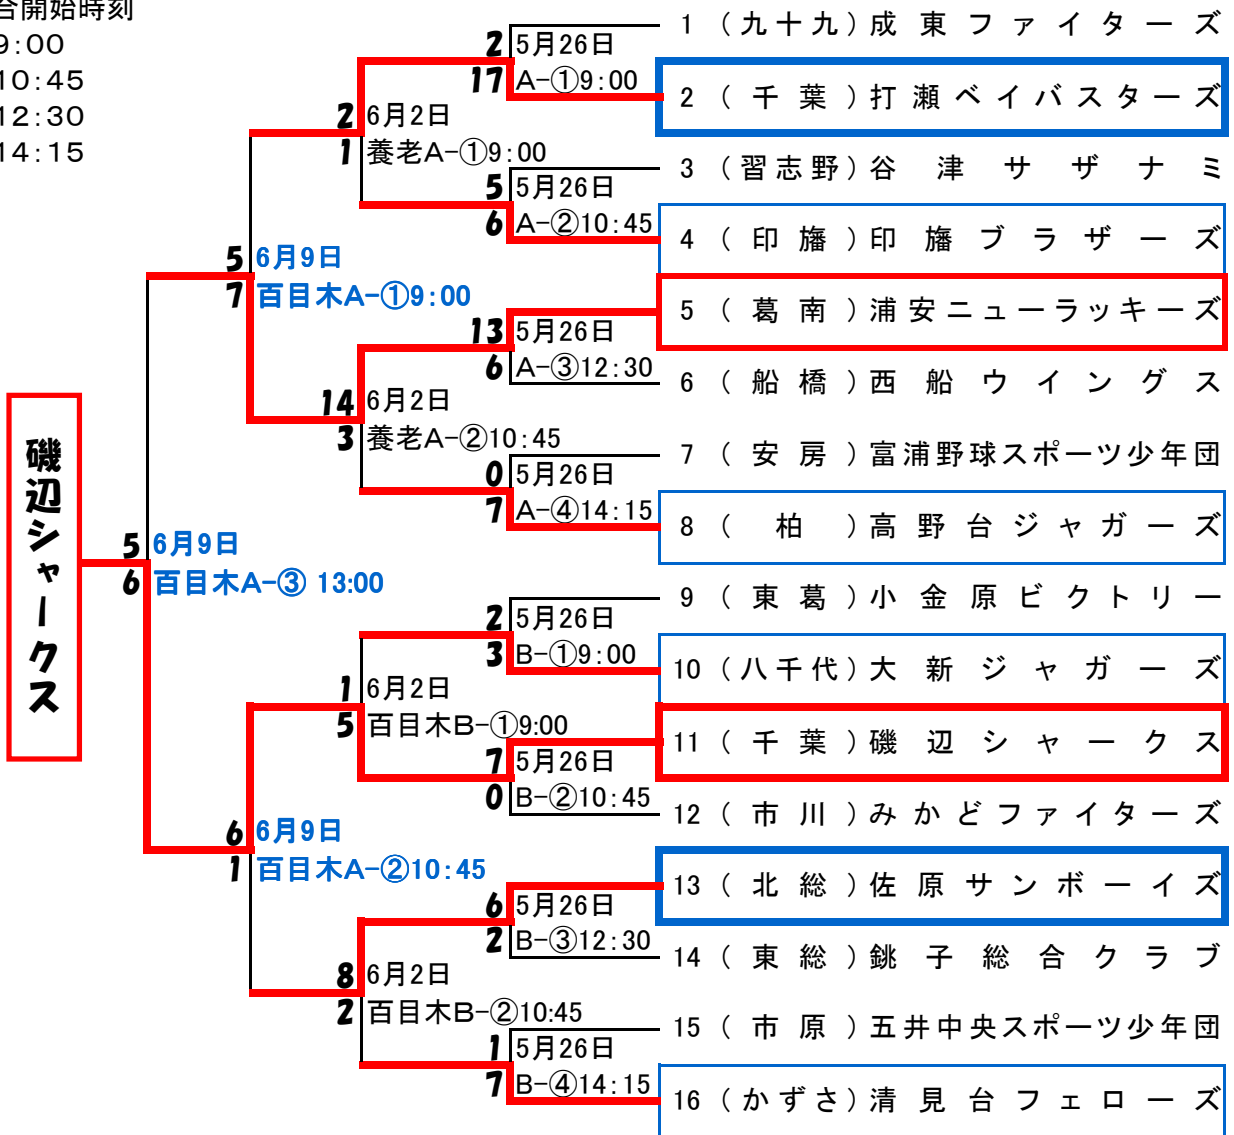 合開始時刻
9:00
10:45
12:30
14:15
1 (九十九) 成東ファイターズ
2 5月26日
17 A-①9:00
2 (千葉) 打瀬ベイバスターズ
2 6月2日
1 養老A-①9:00
3 (習志野) 谷津サザナミ
5 5月26日
6 A-②10:45
4 (印旛) 印旛ブラザーズ
5 6月9日
7 百目木A-①9:00
5 (葛南) 浦安ニューラッキーズ
13 5月26日
6 A-③12:30
6 (船橋) 西船ウイングス
14 6月2日
3 養老A-②10:45
7 (安房) 富浦野球スポーツ少年団
0 5月26日
7 A-④14:15
8 (柏) 高野台ジャガーズ
磯辺シャークス
5 6月9日
6 百目木A-③ 13:00
9 (東葛) 小金原ビクトリー
2 5月26日
3 B-①9:00
10 (八千代) 大新ジャガーズ
1 6月2日
5 百目木B-①9:00
11 (千葉) 磯辺シャークス
7 5月26日
0 B-②10:45
12 (市川) みかどファイターズ
6 6月9日
1 百目木A-②10:45
13 (北総) 佐原サンボーイズ
6 5月26日
2 B-③12:30
14 (東総) 銚子総合クラブ
8 6月2日
2 百目木B-②10:45
15 (市原) 五井中央スポーツ少年団
1 5月26日
7 B-④14:15
16 (かずさ) 清見台フェローズ